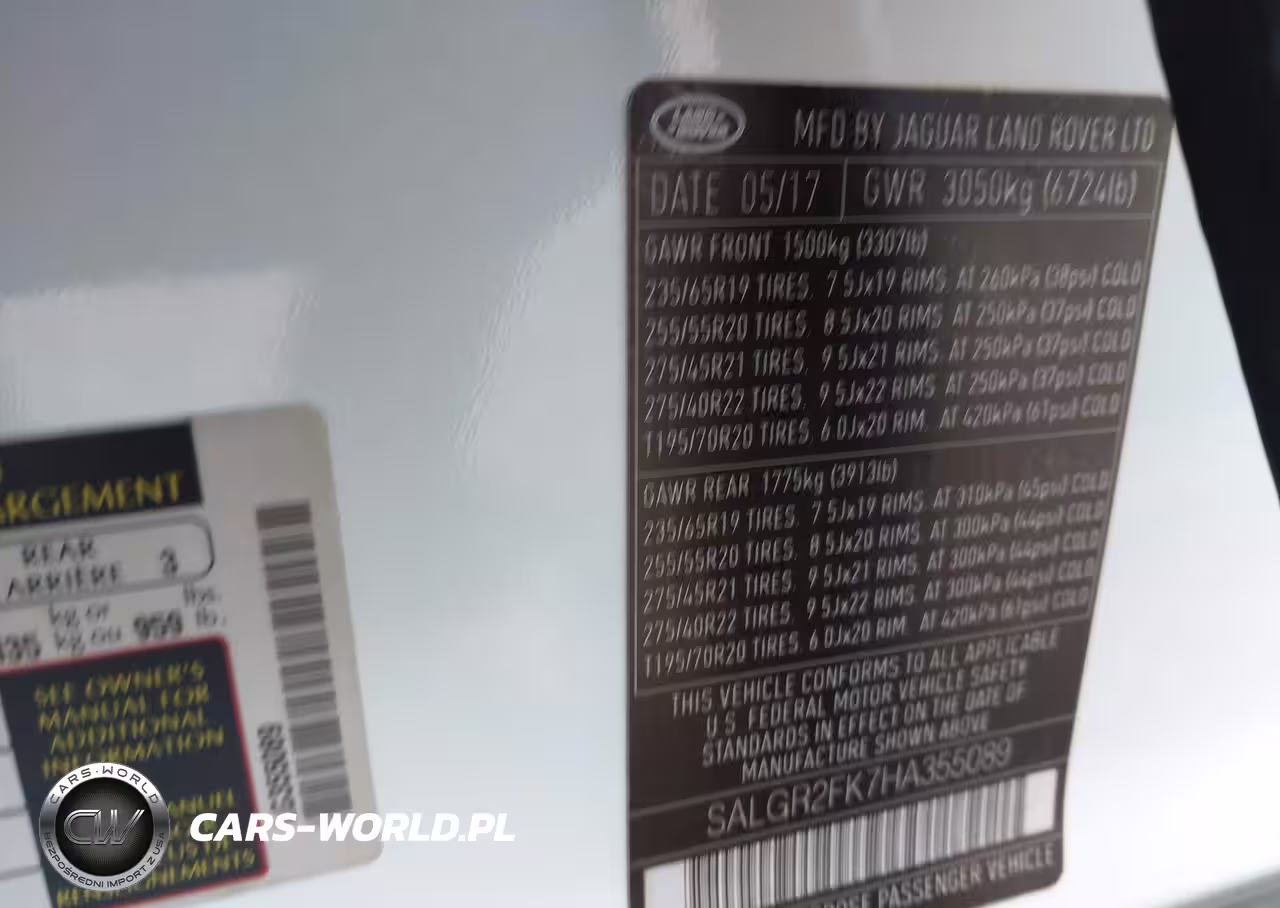 ARGEMENT
REAR
ARRIÈRE 3
kg or lbs.
kg ou 959 lb.
SEE OWNER'S
MANUAL FOR
ADDITIONAL
INFORMATION
CARS-WORLD
CW
BEZPOŚREDNI IMPORT Z USA
CARS-WORLD.PL
LAND
ROVER
MFD BY JAGUAR LAND ROVER LTD
DATE 05/17 GWR 3050kg (6724lb)
GAWR FRONT 1500kg (3307lb)
235/65R19 TIRES, 7.5Jx19 RIMS, AT 260kPa (38psi) COLD
255/55R20 TIRES, 8.5Jx20 RIMS, AT 250kPa (37psi) COLD
275/45R21 TIRES, 9.5Jx21 RIMS, AT 250kPa (37psi) COLD
275/40R22 TIRES, 9.5Jx22 RIMS, AT 250kPa (37psi) COLD
T195/70R20 TIRES, 6.0Jx20 RIM, AT 420kPa (61psi) COLD
GAWR REAR 1775kg (3913lb)
235/65R19 TIRES, 7.5Jx19 RIMS, AT 310kPa (45psi) COLD
255/55R20 TIRES, 8.5Jx20 RIMS, AT 300kPa (44psi) COLD
275/45R21 TIRES, 9.5Jx21 RIMS, AT 300kPa (44psi) COLD
275/40R22 TIRES, 9.5Jx22 RIMS, AT 300kPa (44psi) COLD
T195/70R20 TIRES, 6.0Jx20 RIM, AT 420kPa (61psi) COLD
THIS VEHICLE CONFORMS TO ALL APPLICABLE
U.S. FEDERAL MOTOR VEHICLE SAFETY
STANDARDS IN EFFECT ON THE DATE OF
MANUFACTURE SHOWN ABOVE
SALGR2FK7HA355089
PASSENGER VEHICLE